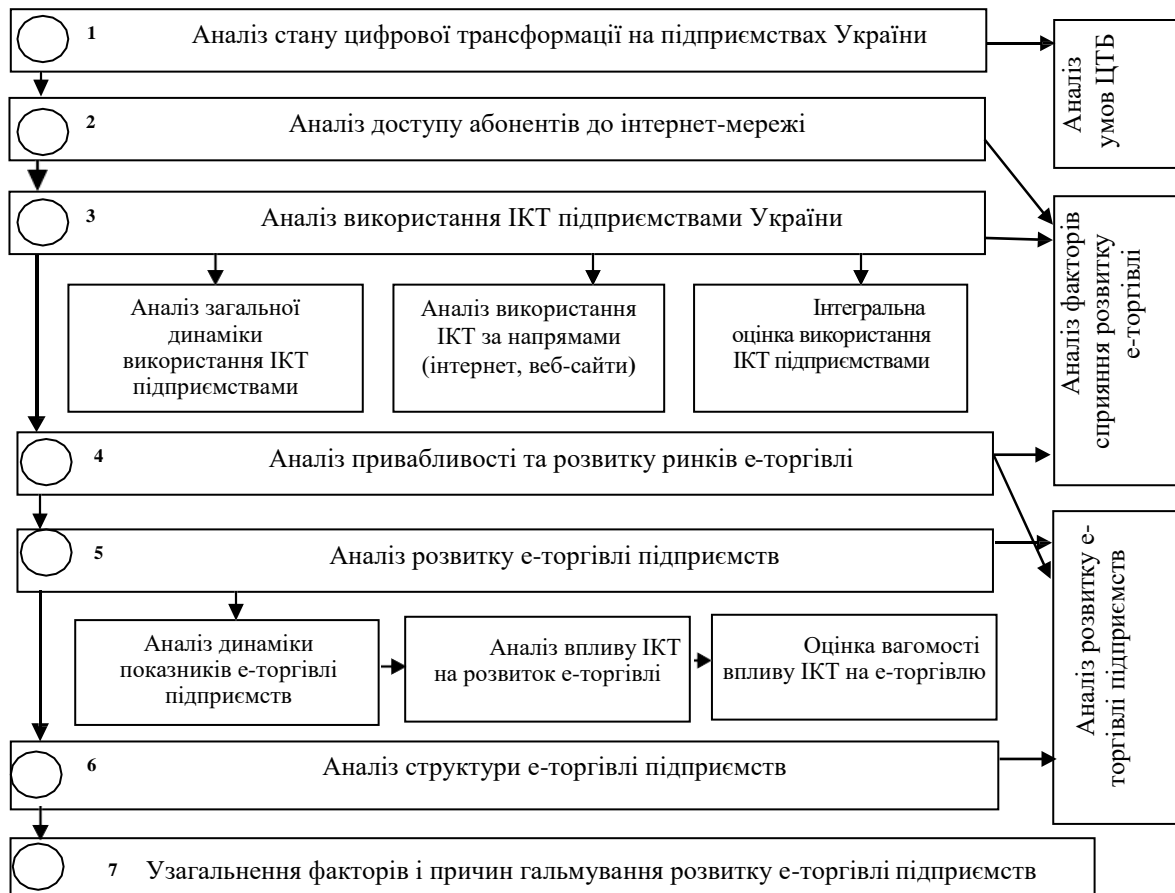 1 Аналіз стану цифрової трансформації на підприємствах України
Аналіз
умов ЦТБ
2 Аналіз доступу абонентів до інтернет-мережі
3 Аналіз використання ІКТ підприємствами України
Аналіз факторів
сприяння розвитку
е-торгівлі
Аналіз загальної
динаміки
використання ІКТ
підприємствами
Аналіз використання
ІКТ за напрямами
(інтернет, веб-сайти)
Інтегральна
оцінка використання
ІКТ підприємствами
4 Аналіз привабливості та розвитку ринків е-торгівлі
5 Аналіз розвитку е-торгівлі підприємств
Аналіз розвитку е-
торгівлі підприємств
Аналіз динаміки
показників е-торгівлі
підприємств
Аналіз впливу ІКТ
на розвиток е-торгівлі
Оцінка вагомості
впливу ІКТ на е-торгівлю
6 Аналіз структури е-торгівлі підприємств
7 Узагальнення факторів і причин гальмування розвитку е-торгівлі підприємств